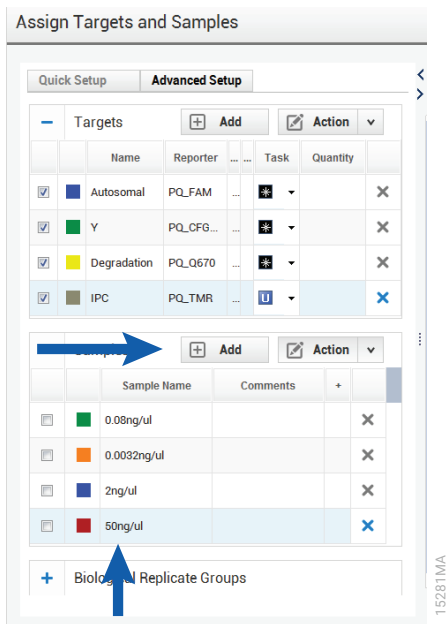 Assign Targets and Samples
Quick Setup Advanced Setup
− Targets Add Action
Name Reporter ... ... Task Quantity
Autosomal PQ_FAM ...
Y PQ_CFG... ...
Degradation PQ_Q670 ...
IPC PQ_TMR ... U
Add Action
Sample Name Comments +
0.08ng/ul
0.0032ng/ul
2ng/ul
50ng/ul
+ Replicate Groups
15281MA